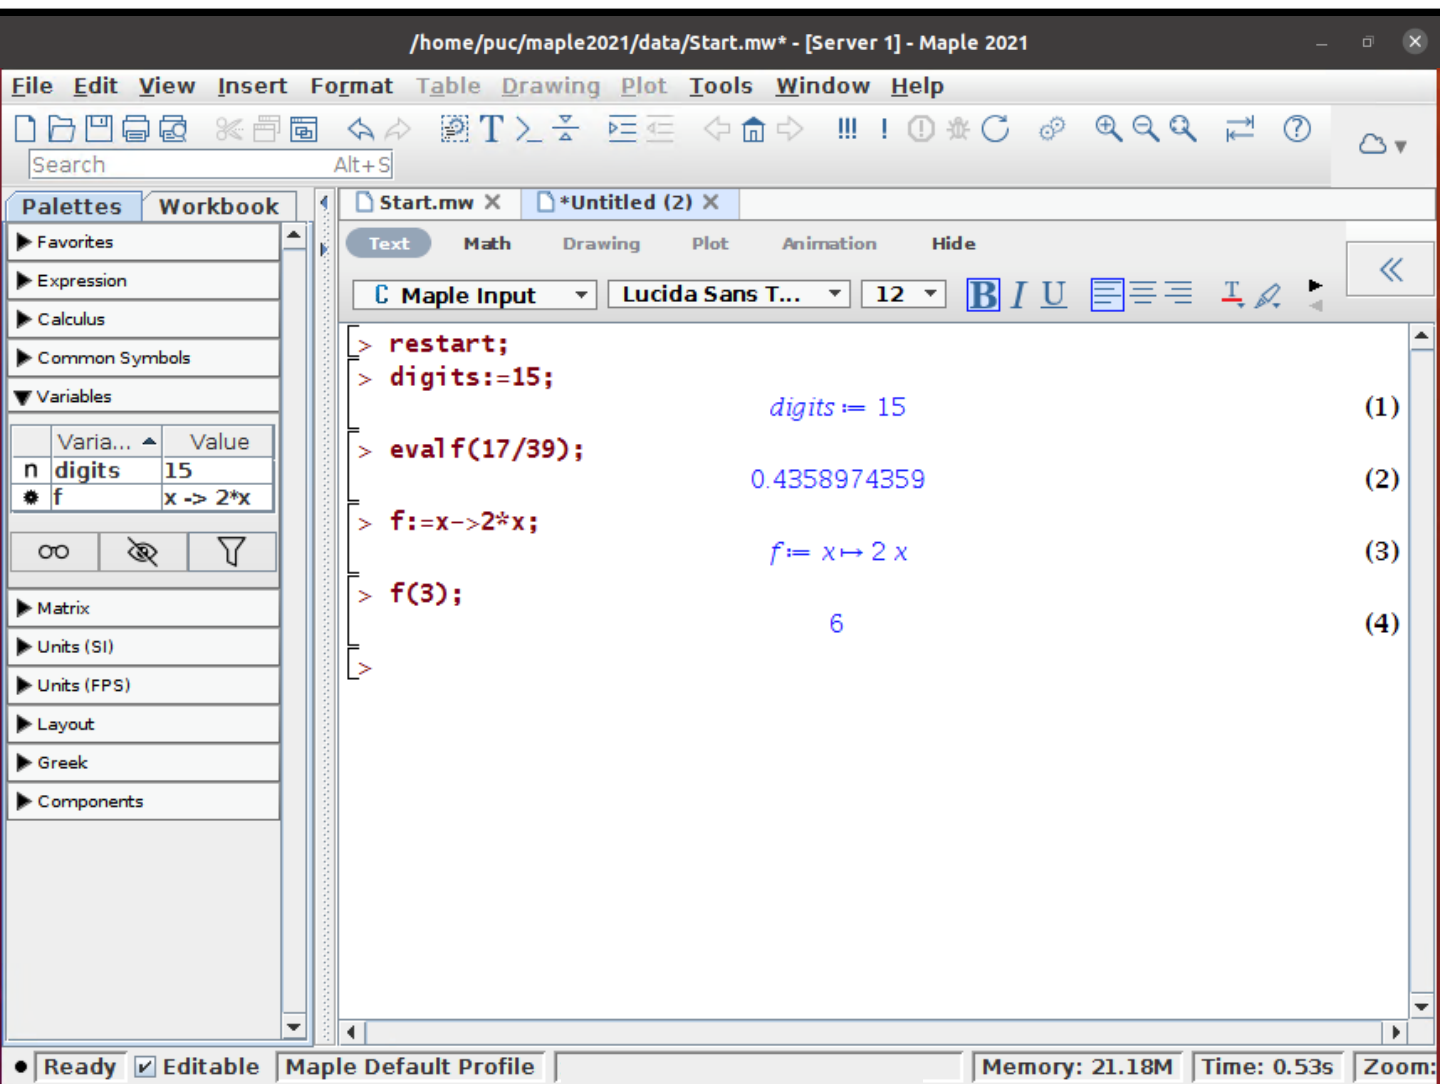 /home/puc/maple2021/data/Start.mw* - [Server 1] - Maple 2021
File Edit View Insert Format Table Drawing Plot Tools Window Help
Search Alt+S
Palettes Workbook
Start.mw *Untitled (2)
Favorites
Expression
Calculus
Common Symbols
Variables
Varia... Value
n digits 15
f x -> 2*x
Matrix
Units (SI)
Units (FPS)
Layout
Greek
Components
Text Math Drawing Plot Animation Hide
C Maple Input Lucida Sans T... 12 B I U
> restart;
> digits:=15;
digits ≔ 15 (1)
> evalf(17/39);
0.4358974359 (2)
> f:=x->2*x;
f ≔ x ↦ 2 x (3)
> f(3);
6 (4)
>
Ready Editable Maple Default Profile Memory: 21.18M Time: 0.53s Zoom: